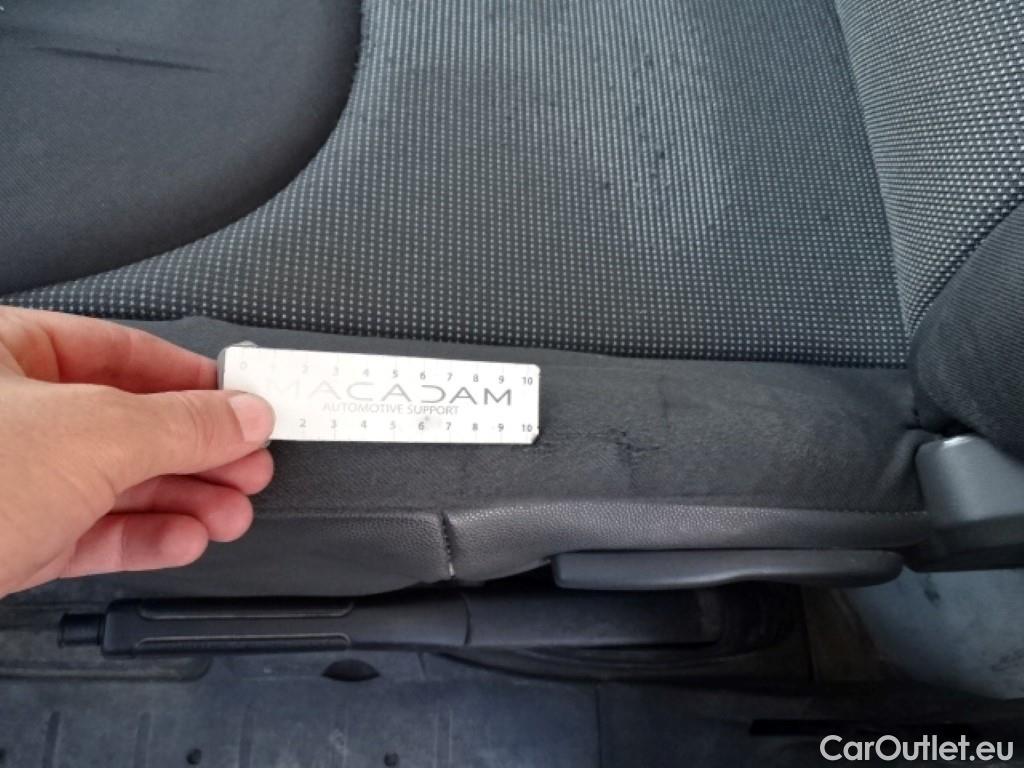 0 1 2 3 4 5 6 7 8 9 10
MACADAM
AUTOMOTIVE SUPPORT
2 3 4 5 6 7 8 9 10
CarOutlet.eu